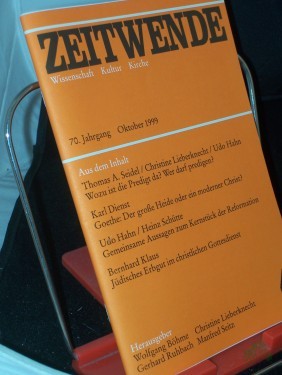 ZEITWENDE
Wissenschaft Kultur Kirche
70. Jahrgang Oktober 1999
Aus dem Inhalt
Thomas A. Seidel / Christine Lieberknecht / Udo Hahn
Wozu ist die Predigt da? Wer darf predigen?
Karl Dienst
Goethe: Der große Heide oder ein moderner Christ?
Udo Hahn / Heinz Schütte
Gemeinsame Aussagen zum Kernstück der Reformation
Bernhard Klaus
Jüdisches Erbgut im christlichen Gottesdienst
Herausgeber
Wolfgang Böhme Christine Lieberknecht
Gerhard Ruhbach Manfred Seitz